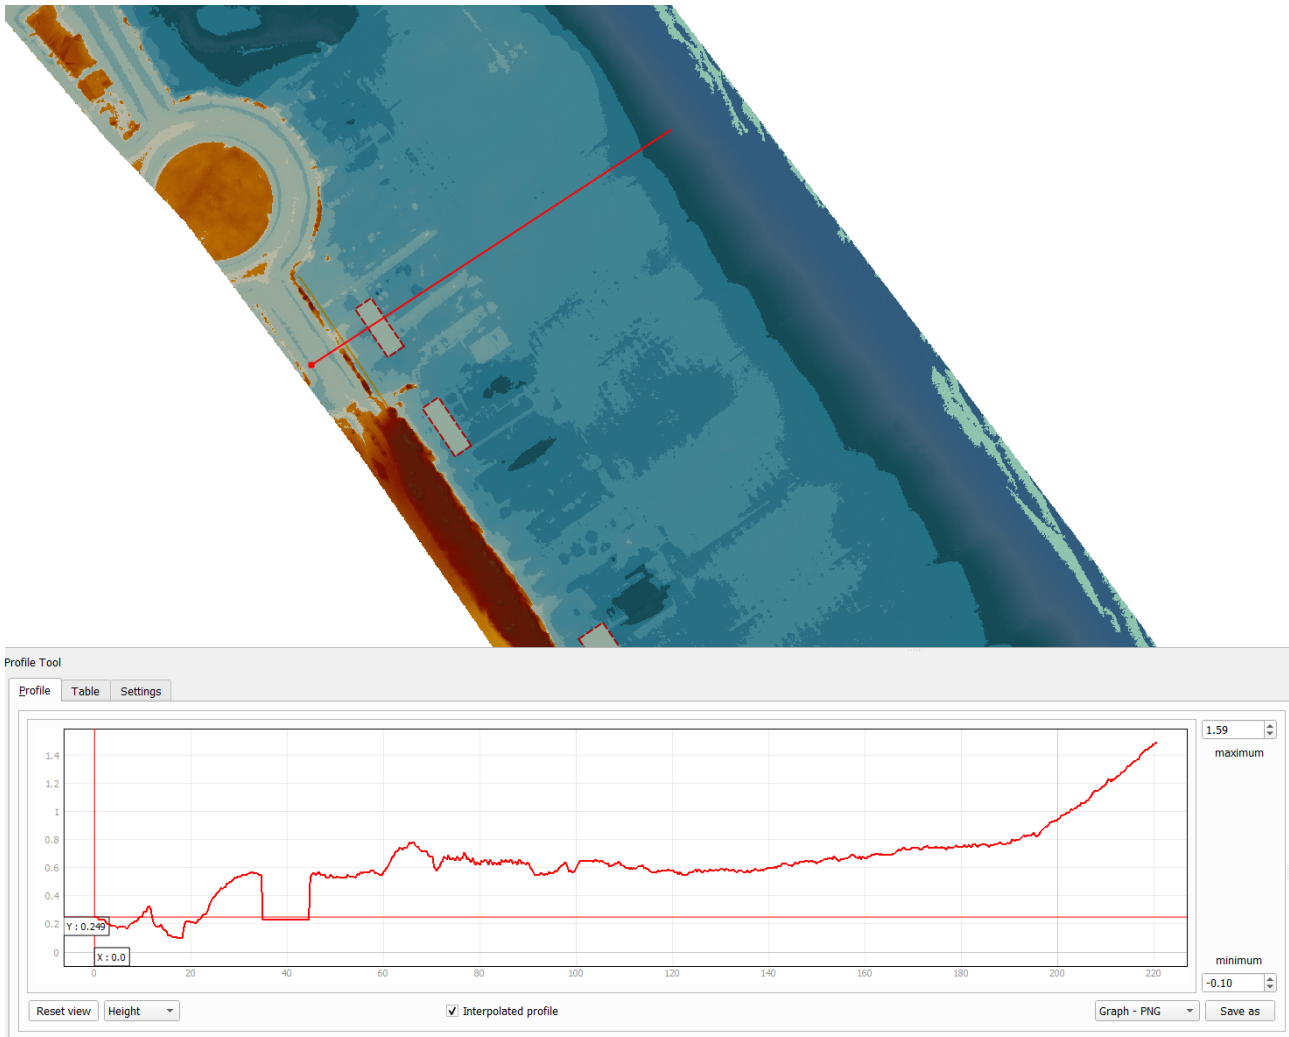 Profile Tool
Profile Table Settings
1.4
1.2
1
0.8
0.6
0.4
0.2
0
Y : 0.249
X : 0.0
0 20 40 60 80 100 120 140 160 180 200 220
1.59
maximum
minimum
-0.10
Reset view Height Interpolated profile Graph - PNG Save as